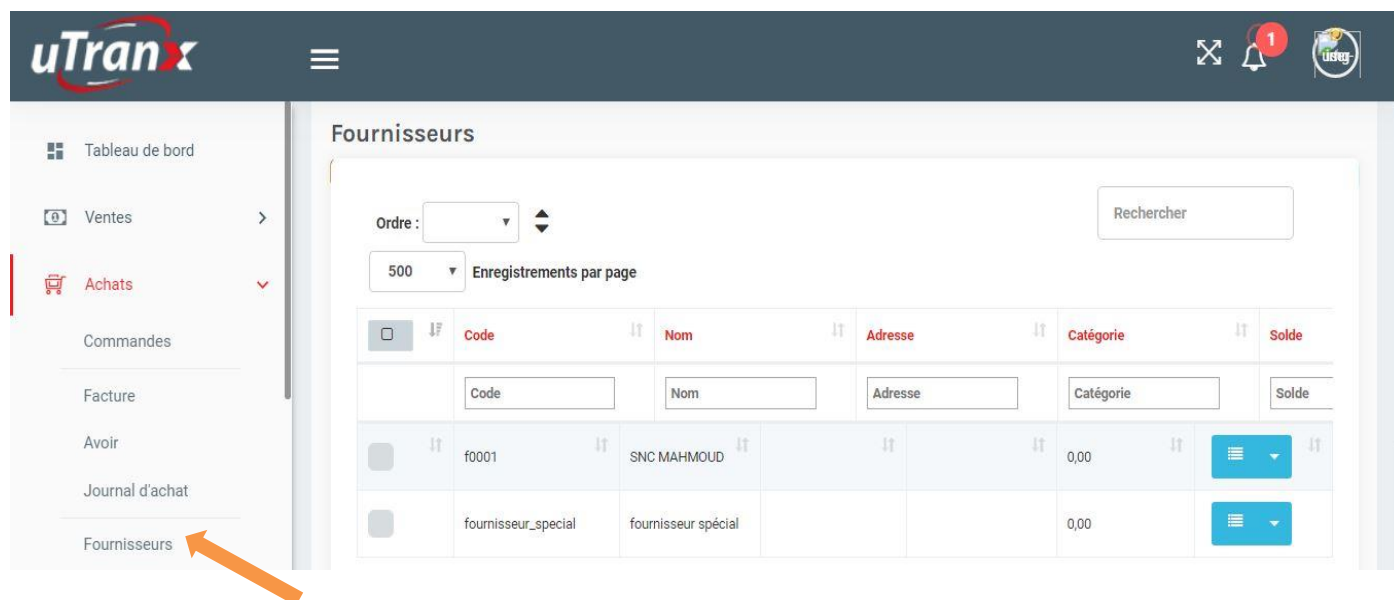 uTranx
1
Tableau de bord
Ventes
Achats
Commandes
Facture
Avoir
Journal d'achat
Fournisseurs
Fournisseurs
Ordre :
Rechercher
500 Enregistrements par page
Code Nom Adresse Catégorie Solde
Code Nom Adresse Catégorie Solde
f0001 SNC MAHMOUD 0,00
fournisseur_special fournisseur spécial 0,00